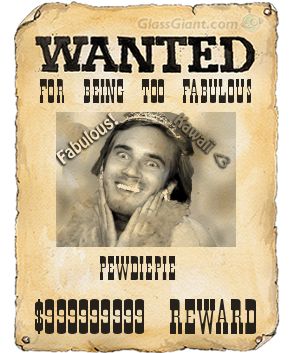 GlassGiant.com
WANTED
FOR BEING TOO FABULOUS
Fabulous! Kawaii <3
PEWDIEPIE
$999999999 REWARD